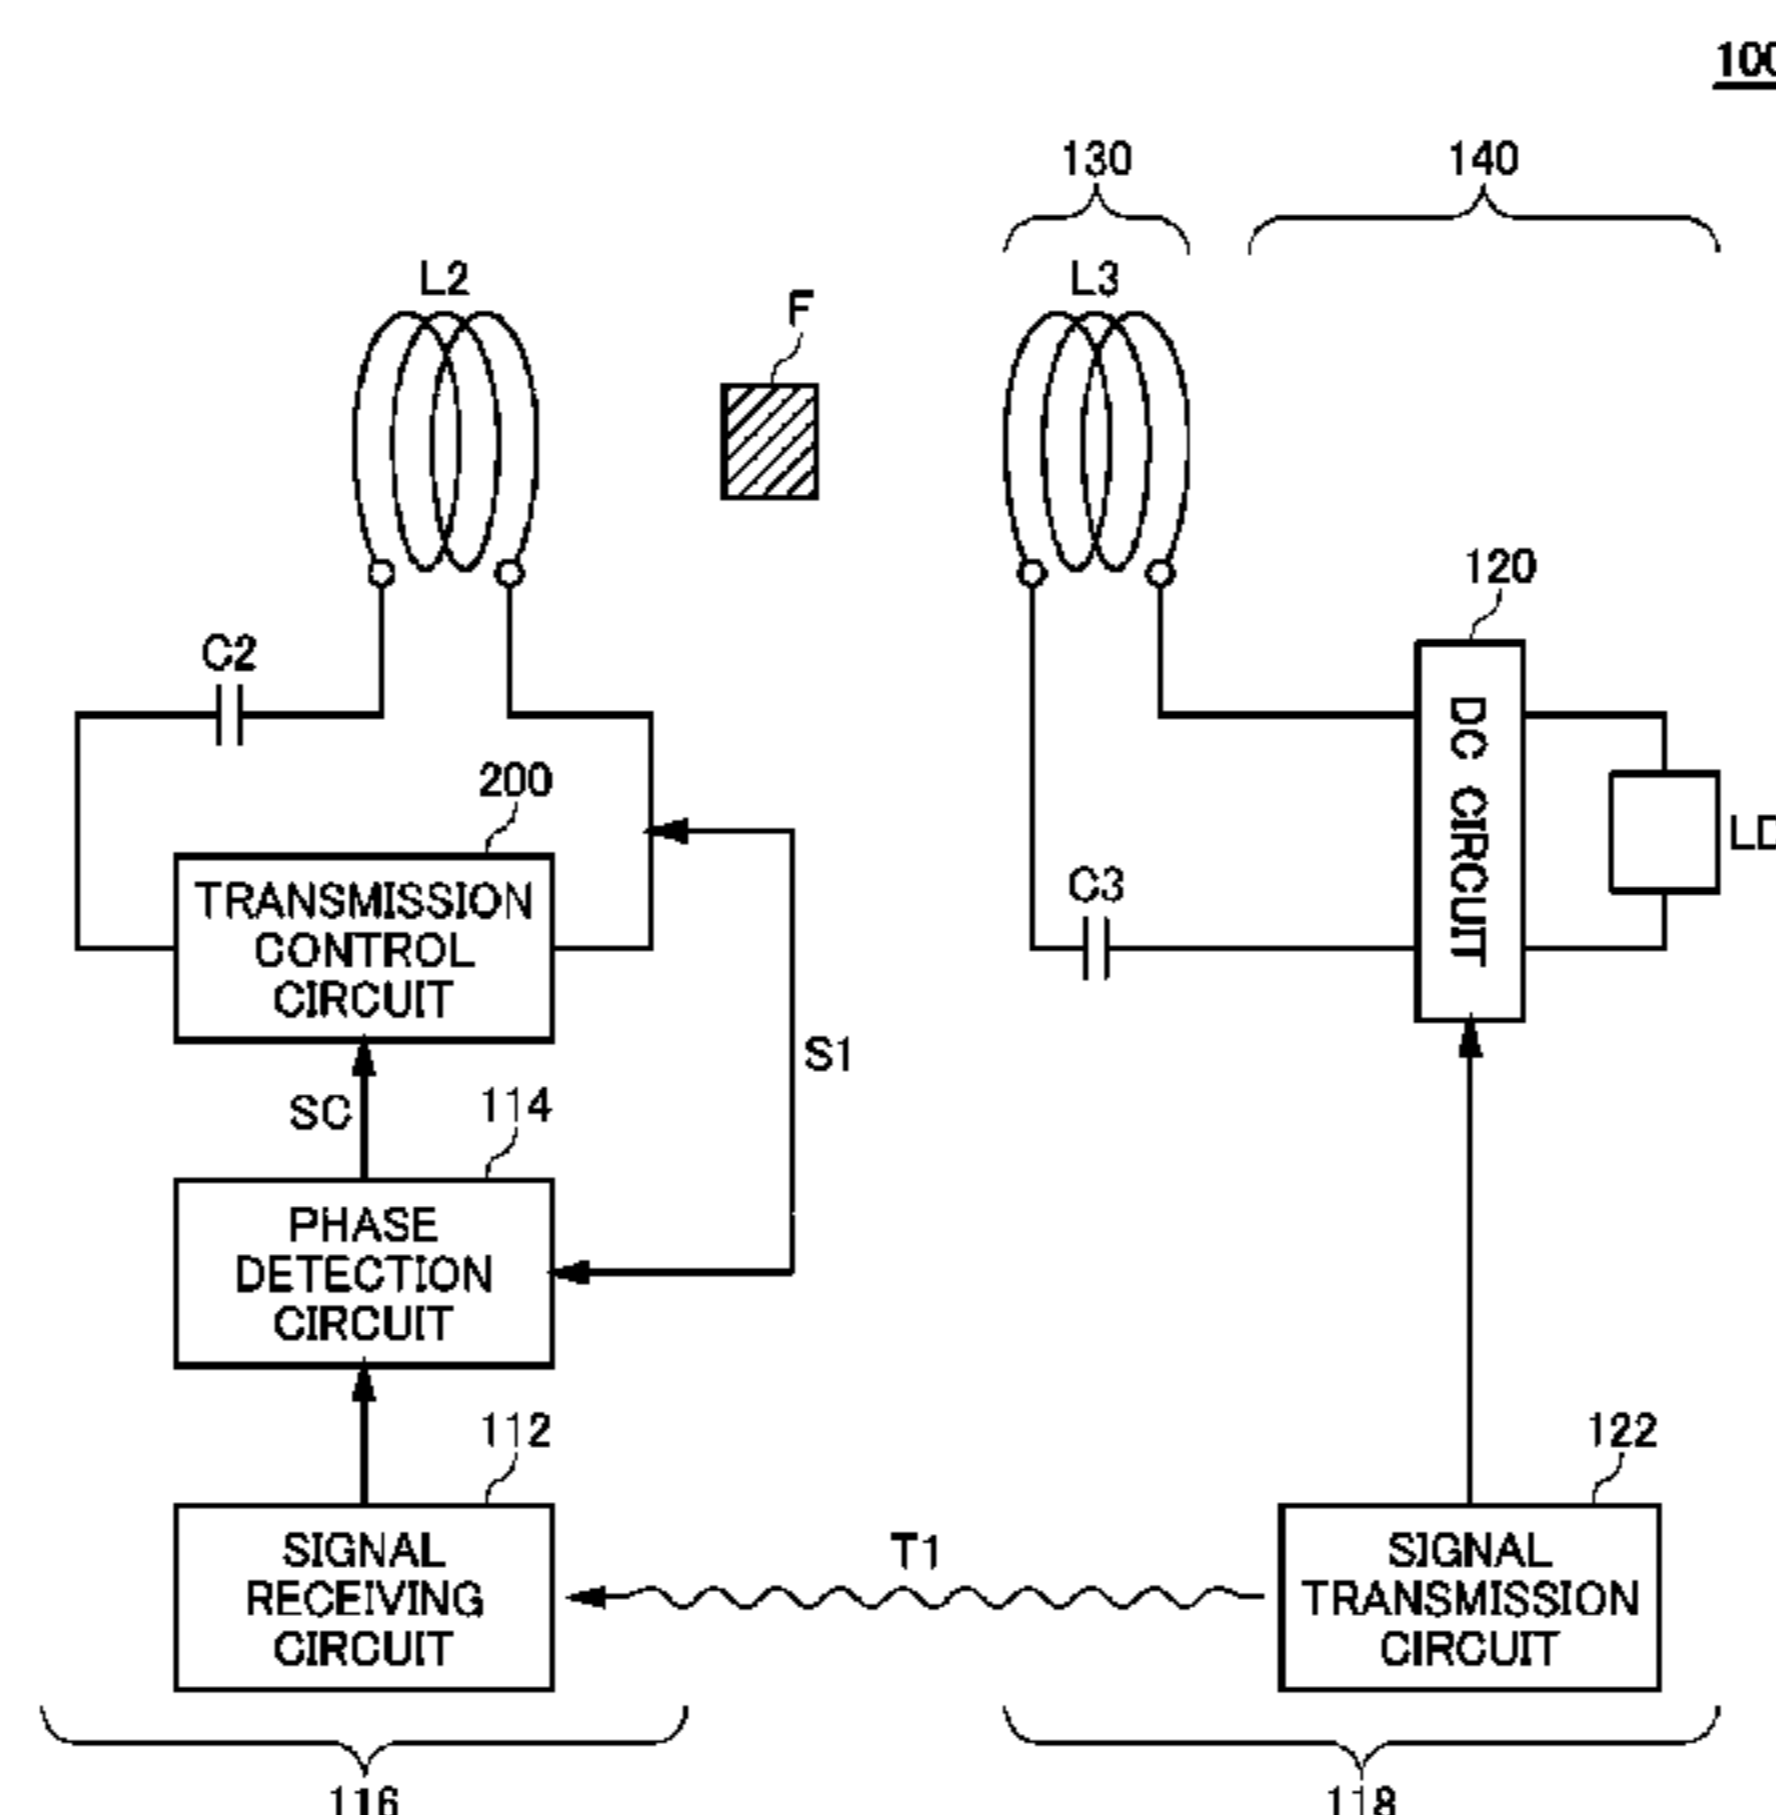 100
130
140
L2
F
L3
120
C2
DC CIRCUIT
200
LD
TRANSMISSION
CONTROL
CIRCUIT
C3
S1
SC
114
PHASE
DETECTION
CIRCUIT
112
122
SIGNAL
RECEIVING
CIRCUIT
T1
SIGNAL
TRANSMISSION
CIRCUIT
116
118